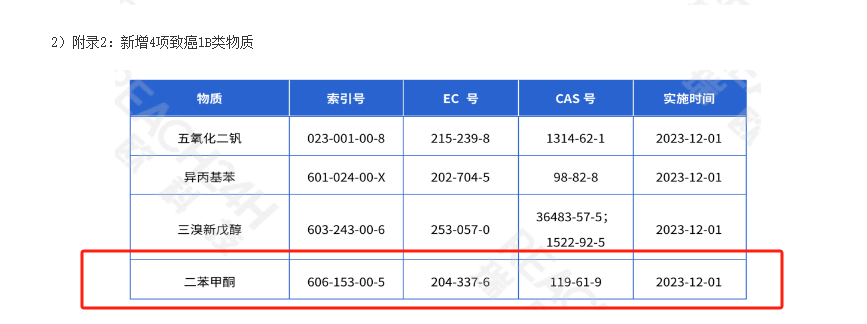 2）附录2：新增4项致癌1B类物质
物质 索引号 EC 号 CAS 号 实施时间
五氧化二钒 023-001-00-8 215-239-8 1314-62-1 2023-12-01
异丙基苯 601-024-00-X 202-704-5 98-82-8 2023-12-01
三溴新戊醇 603-243-00-6 253-057-0 36483-57-5； 2023-12-01
1522-92-5
二苯甲酮 606-153-00-5 204-337-6 119-61-9 2023-12-01
REACH24H